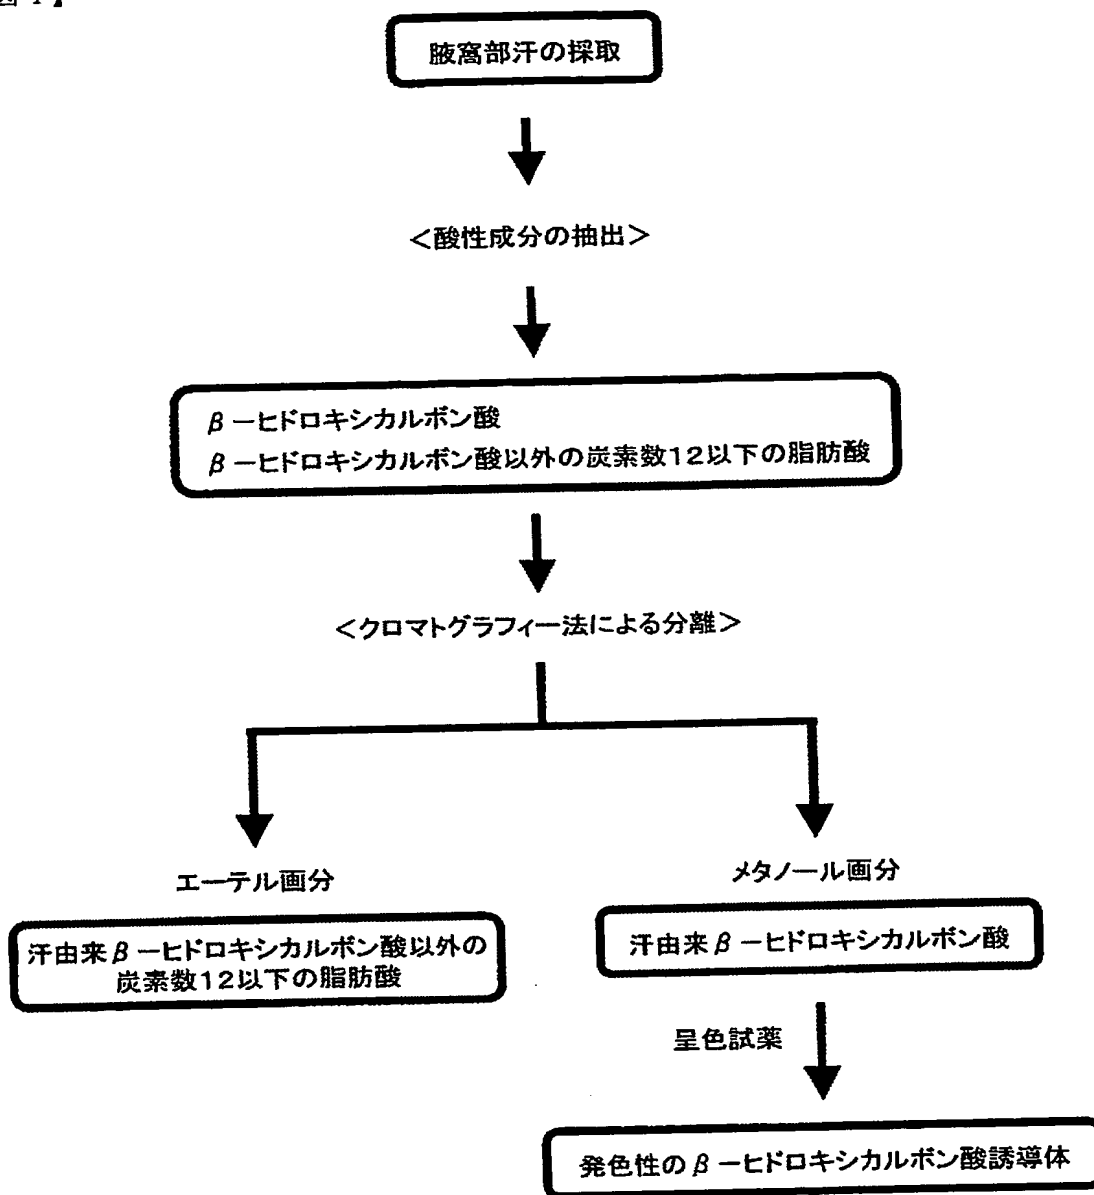 図1】
腋窩部汗の採取
<酸性成分の抽出>
β-ヒドロキシカルボン酸
β-ヒドロキシカルボン酸以外の炭素数12以下の脂肪酸
<クロマトグラフィー法による分離>
エーテル画分
メタノール画分
汗由来β-ヒドロキシカルボン酸以外の
炭素数12以下の脂肪酸
汗由来β-ヒドロキシカルボン酸
呈色試薬
発色性のβ-ヒドロキシカルボン酸誘導体